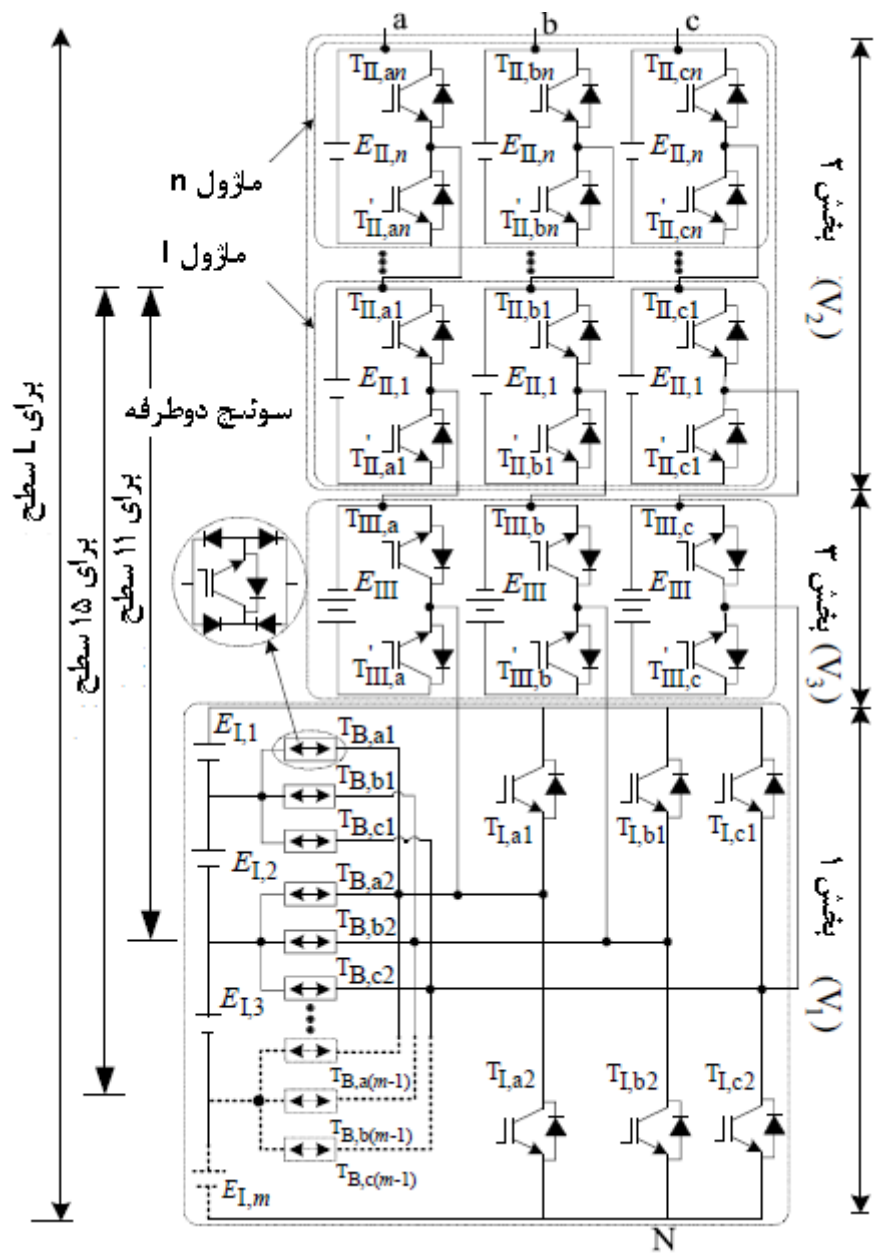 a b c
T_II,an T_II,bn T_II,cn
E_II,n E_II,n E_II,n
T'_II,an T'_II,bn T'_II,cn
ماژول n
ماژول ا
T_II,a1 T_II,b1 T_II,c1
E_II,1 E_II,1 E_II,1
T'_II,a1 T'_II,b1 T'_II,c1
بخش ۲ (V_2)
سوئیچ دوطرفه
برای L سطح
برای ۱۵ سطح
برای ۱۱ سطح
T_III,a T_III,b T_III,c
E_III E_III E_III
T'_III,a T'_III,b T'_III,c
بخش ۳ (V_3)
E_I,1
T_B,a1
T_B,b1
T_B,c1
E_I,2
T_B,a2
T_B,b2
T_B,c2
E_I,3
T_B,a(m-1)
T_B,b(m-1)
T_B,c(m-1)
E_I,m
T_I,a1 T_I,b1 T_I,c1
T_I,a2 T_I,b2 T_I,c2
بخش ۱ (V_1)
N